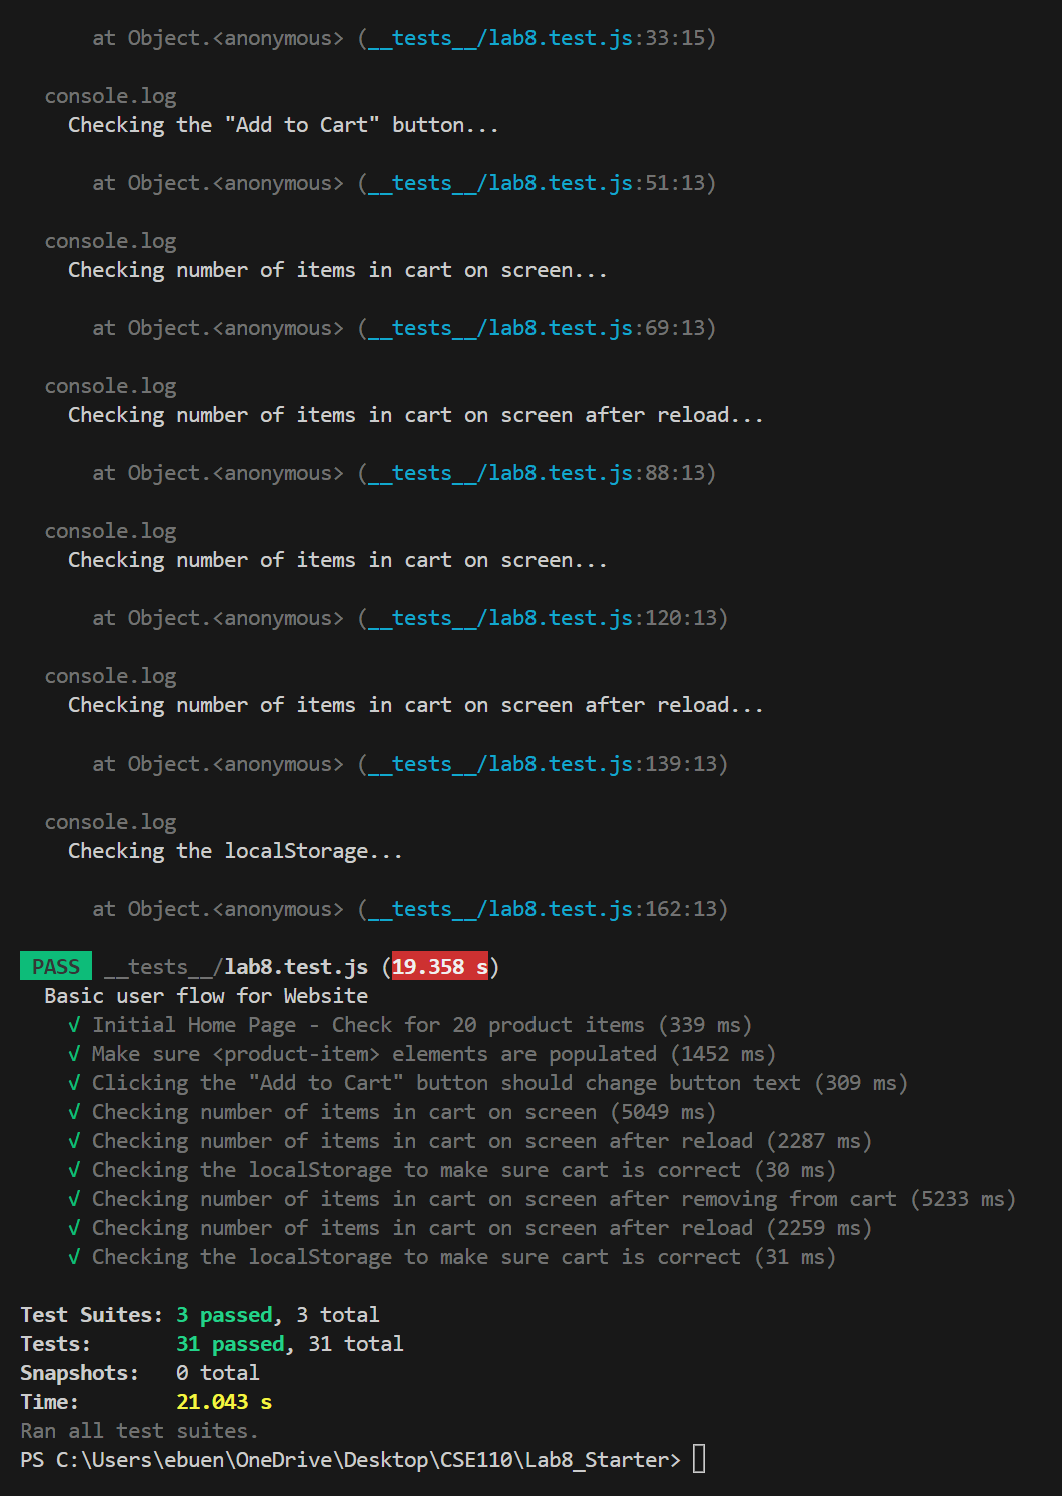 at Object.<anonymous> (__tests__/lab8.test.js:33:15)
console.log
Checking the "Add to Cart" button...
at Object.<anonymous> (__tests__/lab8.test.js:51:13)
console.log
Checking number of items in cart on screen...
at Object.<anonymous> (__tests__/lab8.test.js:69:13)
console.log
Checking number of items in cart on screen after reload...
at Object.<anonymous> (__tests__/lab8.test.js:88:13)
console.log
Checking number of items in cart on screen...
at Object.<anonymous> (__tests__/lab8.test.js:120:13)
console.log
Checking number of items in cart on screen after reload...
at Object.<anonymous> (__tests__/lab8.test.js:139:13)
console.log
Checking the localStorage...
at Object.<anonymous> (__tests__/lab8.test.js:162:13)
PASS __tests__/lab8.test.js (19.358 s)
Basic user flow for Website
√ Initial Home Page - Check for 20 product items (339 ms)
√ Make sure <product-item> elements are populated (1452 ms)
√ Clicking the "Add to Cart" button should change button text (309 ms)
√ Checking number of items in cart on screen (5049 ms)
√ Checking number of items in cart on screen after reload (2287 ms)
√ Checking the localStorage to make sure cart is correct (30 ms)
√ Checking number of items in cart on screen after removing from cart (5233 ms)
√ Checking number of items in cart on screen after reload (2259 ms)
√ Checking the localStorage to make sure cart is correct (31 ms)
Test Suites: 3 passed, 3 total
Tests: 31 passed, 31 total
Snapshots: 0 total
Time: 21.043 s
Ran all test suites.
PS C:\Users\ebuen\OneDrive\Desktop\CSE110\Lab8_Starter>